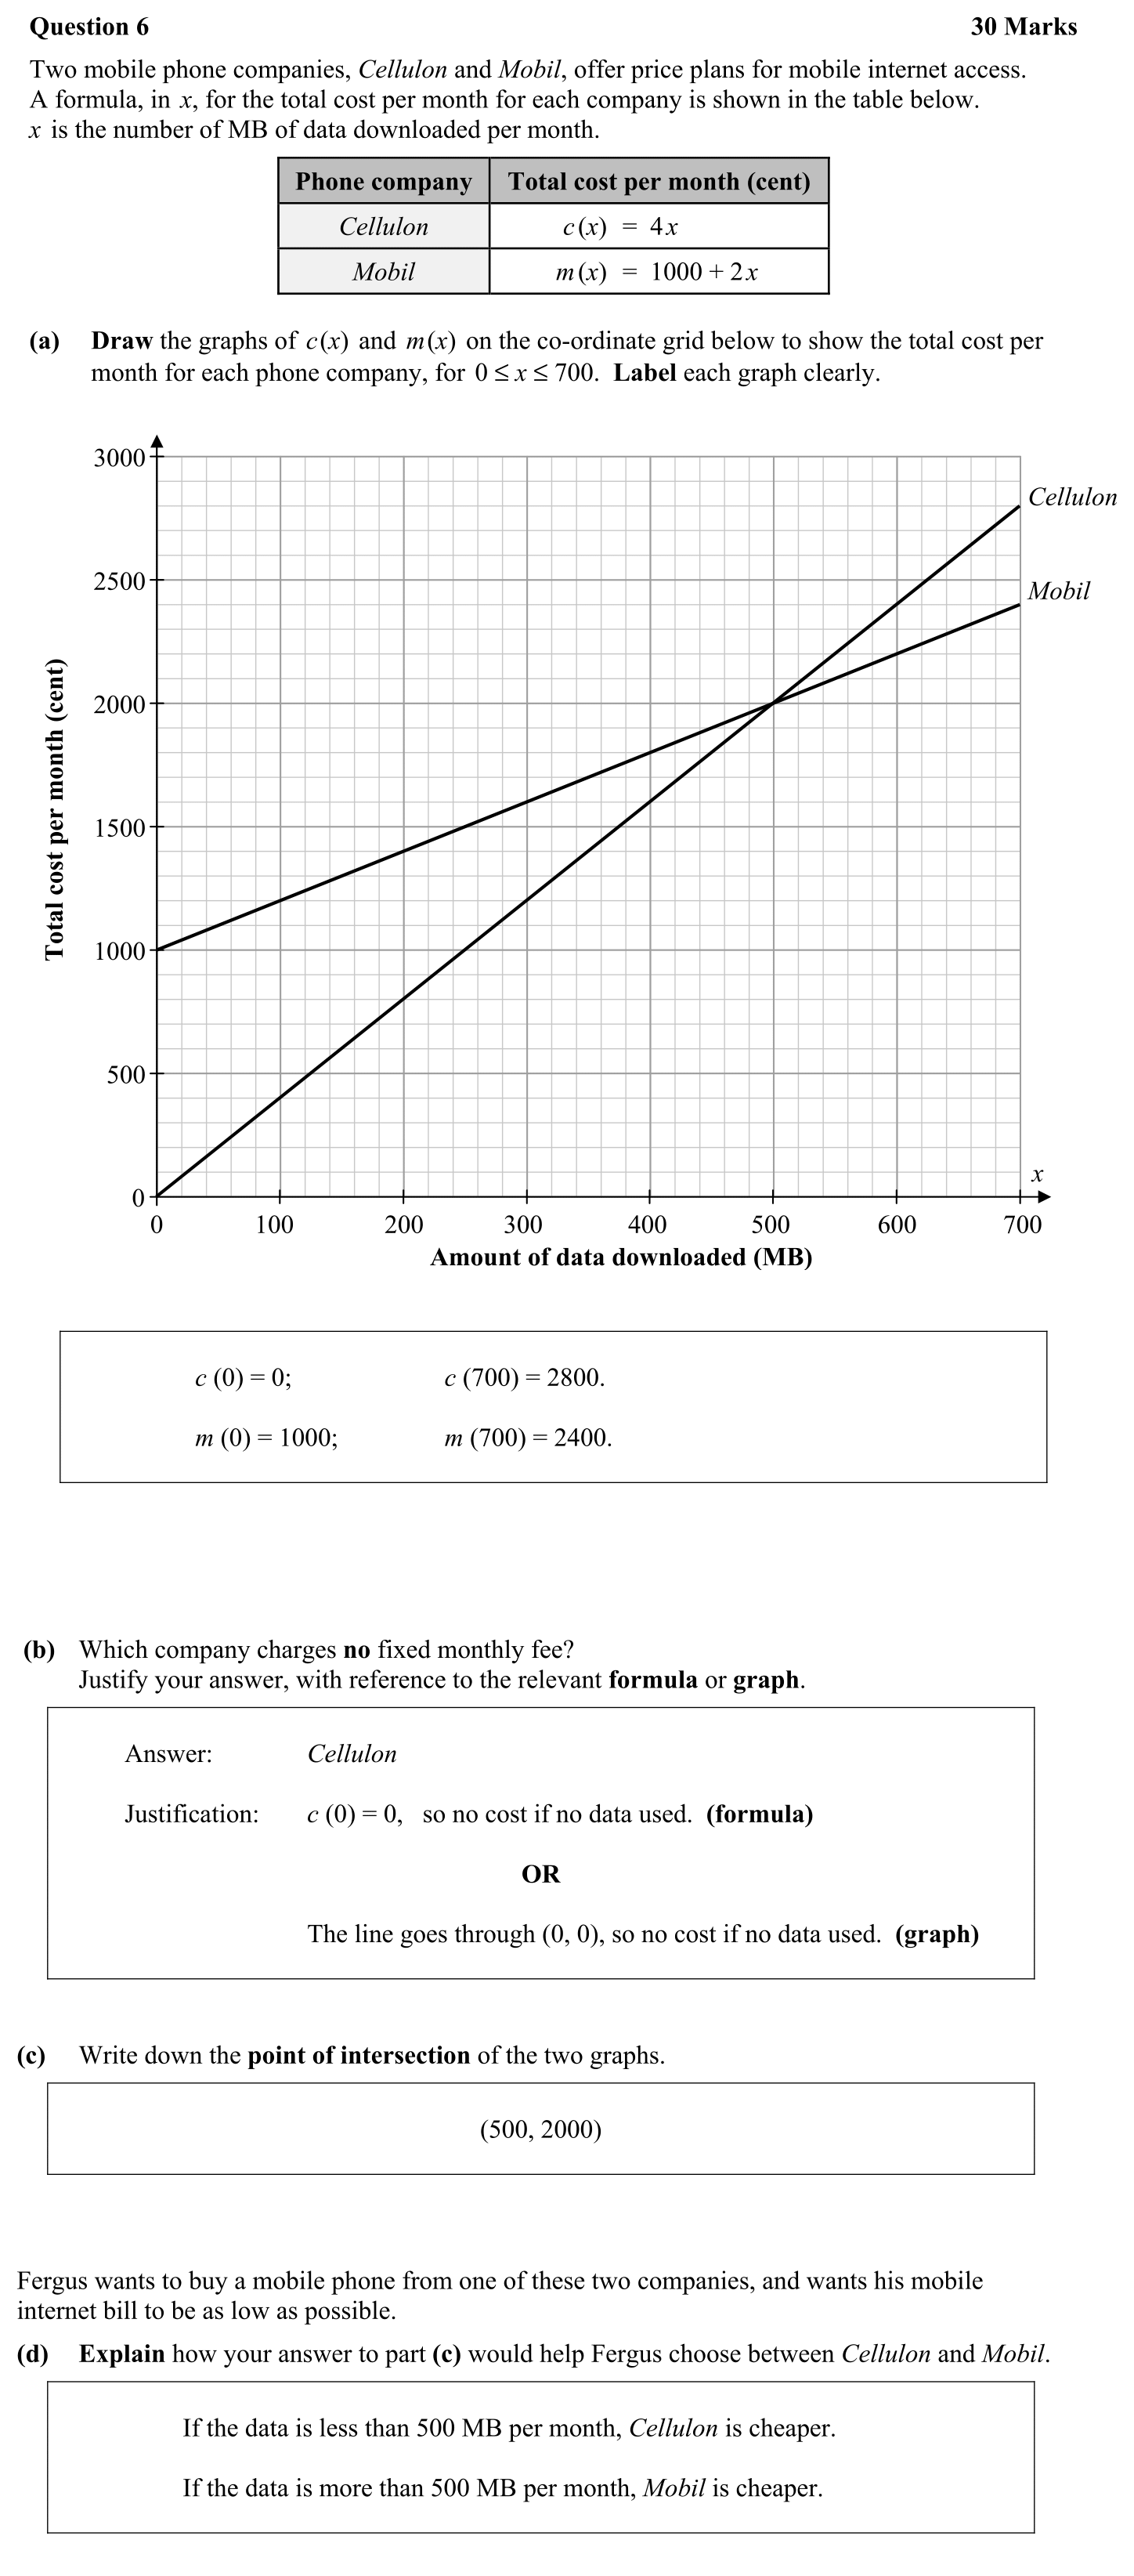 Question 6 30 Marks
Two mobile phone companies, Cellulon and Mobil, offer price plans for mobile internet access.
A formula, in x, for the total cost per month for each company is shown in the table below.
x is the number of MB of data downloaded per month.
Phone company Total cost per month (cent)
Cellulon c(x) = 4x
Mobil m(x) = 1000 + 2x
(a) Draw the graphs of c(x) and m(x) on the co-ordinate grid below to show the total cost per
month for each phone company, for 0 ≤ x ≤ 700. Label each graph clearly.
3000
Cellulon
2500
Mobil
2000
1500
1000
500
0
Total cost per month (cent)
x
0 100 200 300 400 500 600 700
Amount of data downloaded (MB)
c (0) = 0; c (700) = 2800.
m (0) = 1000; m (700) = 2400.
(b) Which company charges no fixed monthly fee?
Justify your answer, with reference to the relevant formula or graph.
Answer: Cellulon
Justification: c (0) = 0, so no cost if no data used. (formula)
OR
The line goes through (0, 0), so no cost if no data used. (graph)
(c) Write down the point of intersection of the two graphs.
(500, 2000)
Fergus wants to buy a mobile phone from one of these two companies, and wants his mobile
internet bill to be as low as possible.
(d) Explain how your answer to part (c) would help Fergus choose between Cellulon and Mobil.
If the data is less than 500 MB per month, Cellulon is cheaper.
If the data is more than 500 MB per month, Mobil is cheaper.